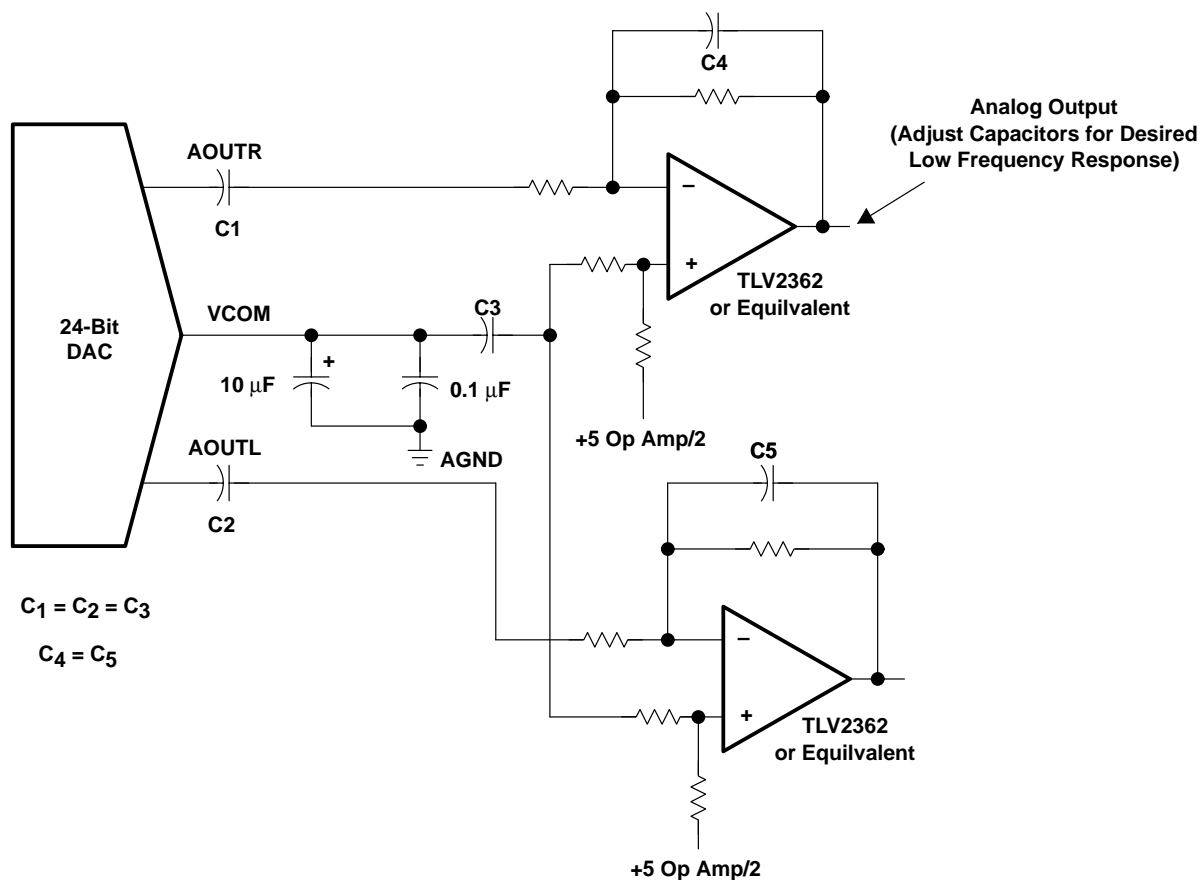 C4
Analog Output
(Adjust Capacitors for Desired
Low Frequency Response)
AOUTR
C1
−
+
TLV2362
or Equilvalent
24-Bit
DAC
VCOM
C3
+
10 μF
0.1 μF
AGND
+5 Op Amp/2
AOUTL
C2
C5
C1 = C2 = C3
C4 = C5
−
+
TLV2362
or Equilvalent
+5 Op Amp/2